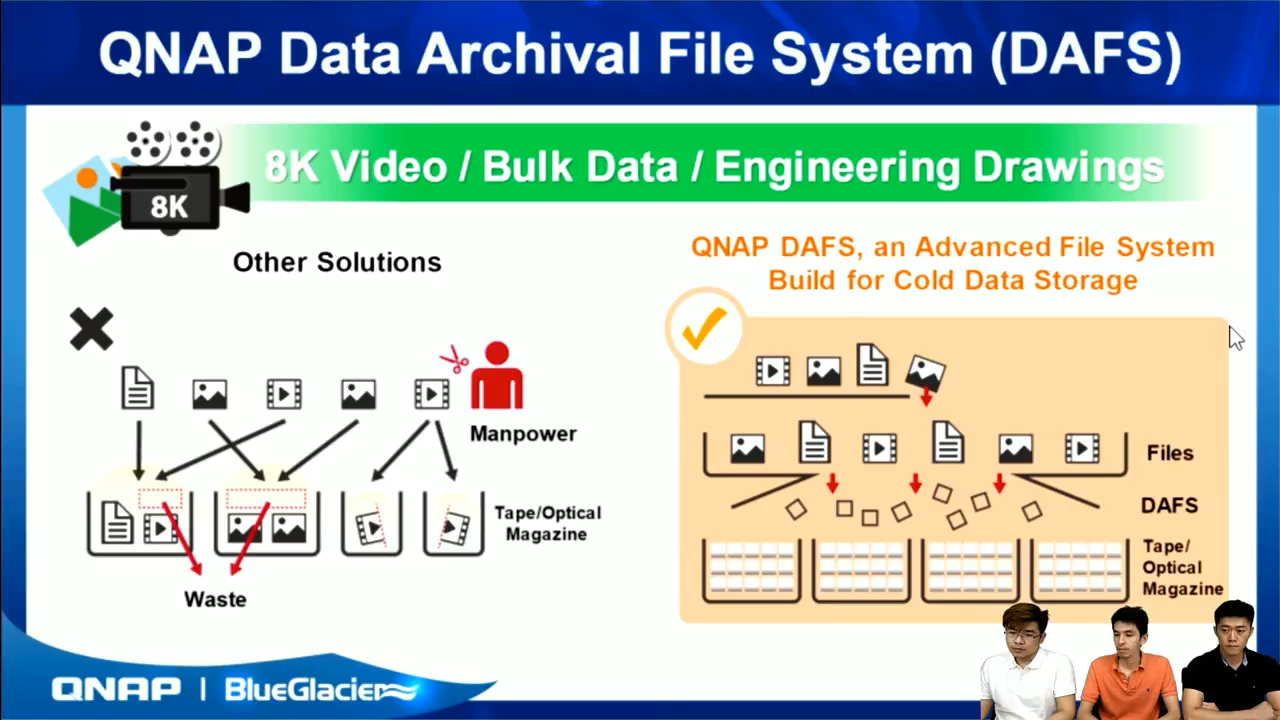 QNAP Data Archival File System (DAFS)
8K Video / Bulk Data / Engineering Drawings
8K
Other Solutions
Manpower
Tape/Optical
Magazine
Waste
QNAP DAFS, an Advanced File System
Build for Cold Data Storage
Files
DAFS
Tape/
Optical
Magazine
QNAP | BlueGlacier